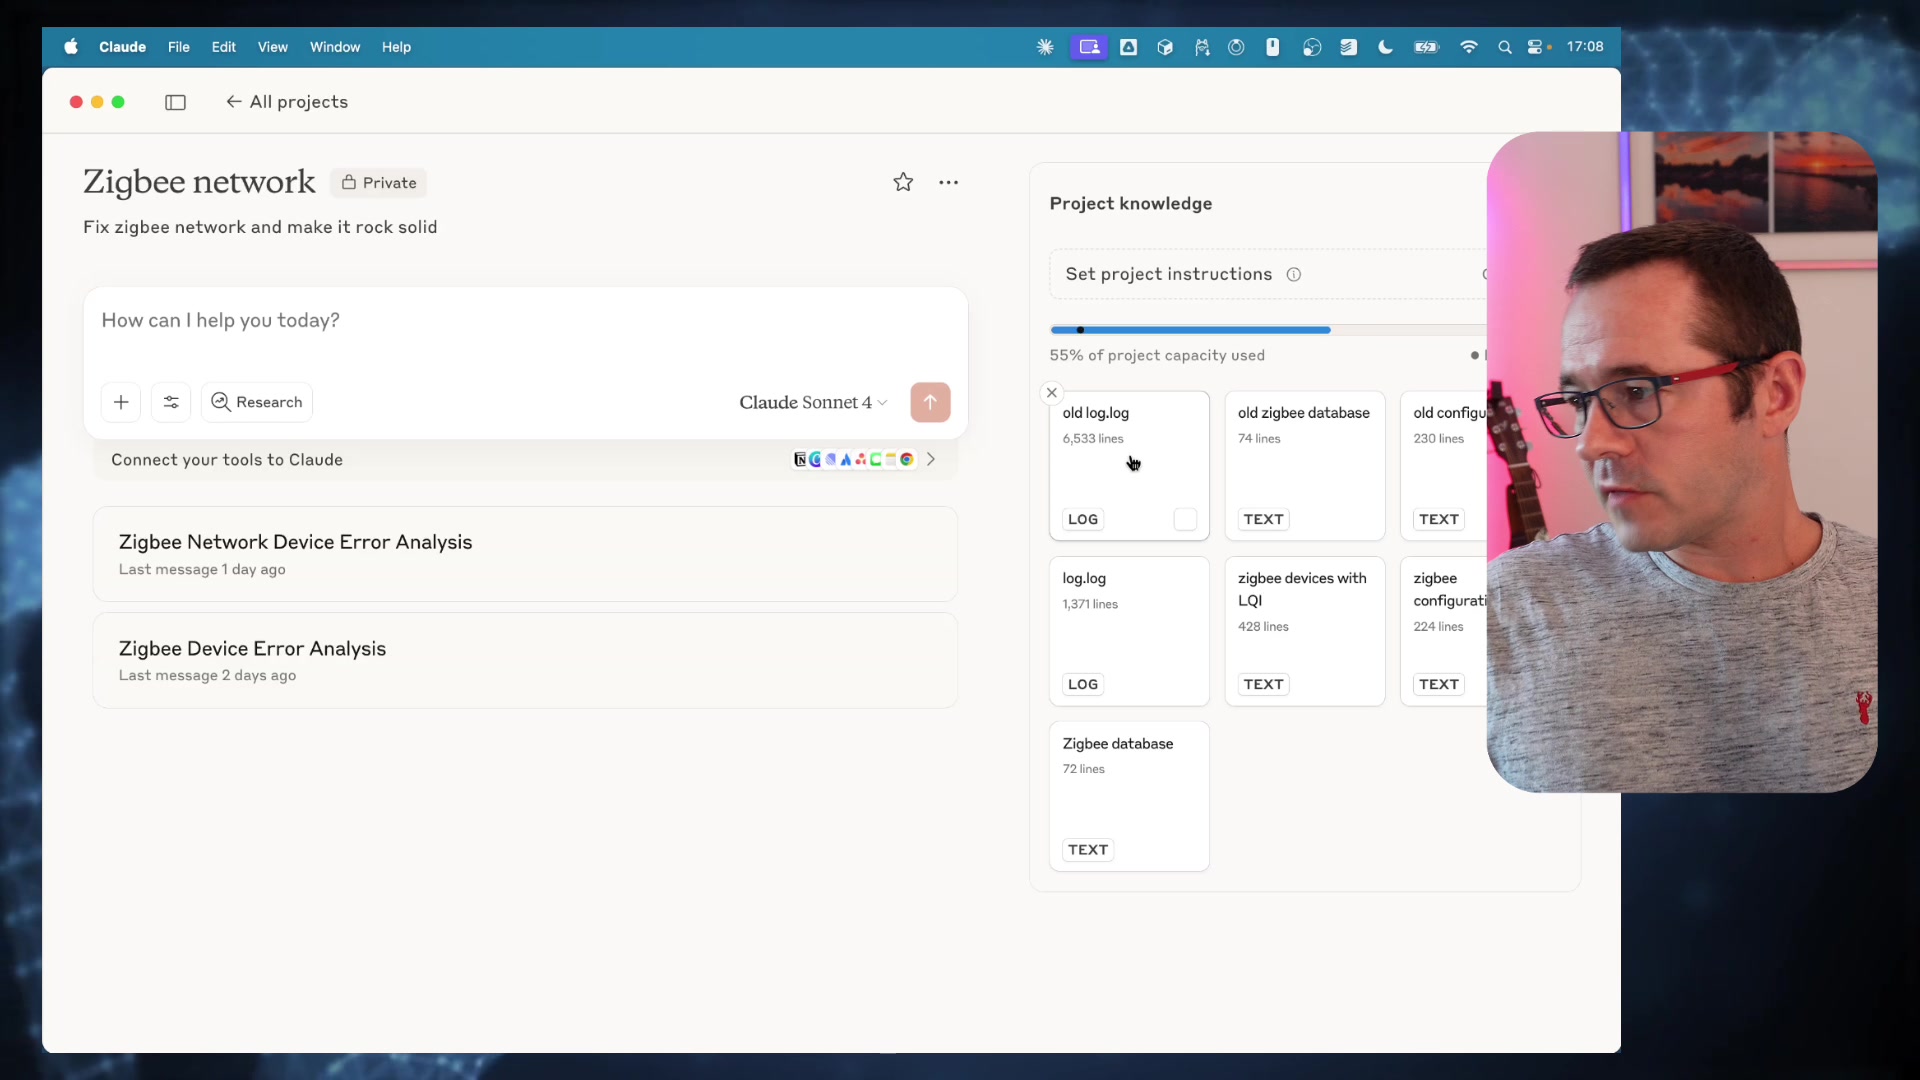 Claude File Edit View Window Help
17:08
← All projects
Zigbee network
Private
Fix zigbee network and make it rock solid
How can I help you today?
Research
Claude Sonnet 4
Connect your tools to Claude
Zigbee Network Device Error Analysis
Last message 1 day ago
Zigbee Device Error Analysis
Last message 2 days ago
Project knowledge
Set project instructions
55% of project capacity used
old log.log
6,533 lines
LOG
old zigbee database
74 lines
TEXT
old configu
230 lines
TEXT
log.log
1,371 lines
LOG
zigbee devices with
LQI
428 lines
TEXT
zigbee
configurati
224 lines
TEXT
Zigbee database
72 lines
TEXT